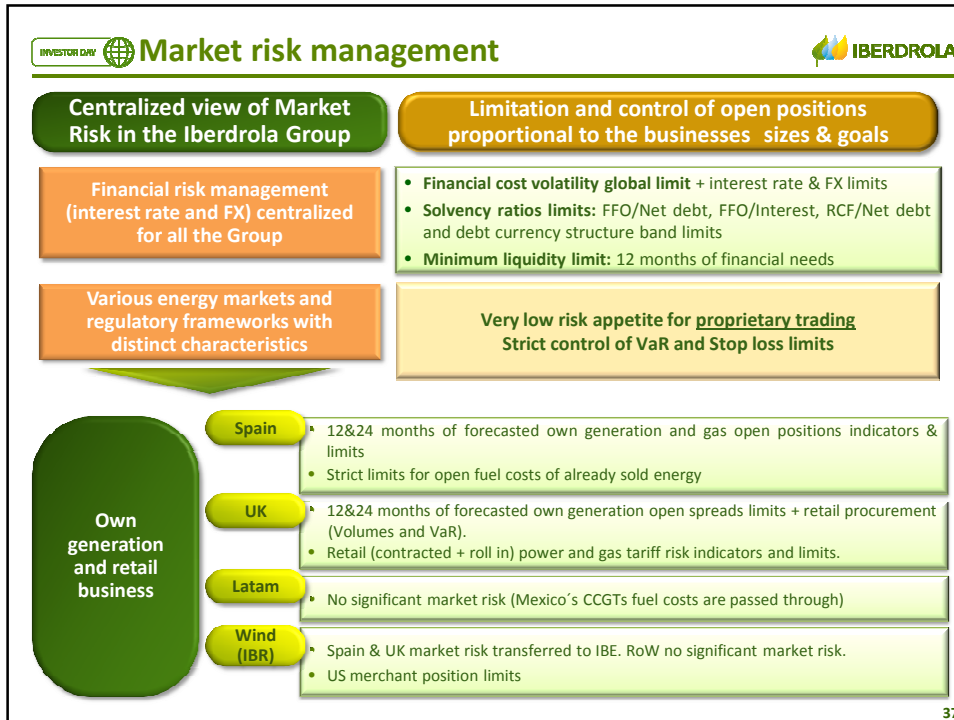 INVESTOR DAY
Market risk management
IBERDROLA
Centralized view of Market
Risk in the Iberdrola Group
Limitation and control of open positions
proportional to the businesses sizes & goals
Financial risk management
(interest rate and FX) centralized
for all the Group
• Financial cost volatility global limit + interest rate & FX limits
• Solvency ratios limits: FFO/Net debt, FFO/Interest, RCF/Net debt
and debt currency structure band limits
• Minimum liquidity limit: 12 months of financial needs
Various energy markets and
regulatory frameworks with
distinct characteristics
Very low risk appetite for proprietary trading
Strict control of VaR and Stop loss limits
Own
generation
and retail
business
Spain
• 12&24 months of forecasted own generation and gas open positions indicators &
limits
• Strict limits for open fuel costs of already sold energy
UK
• 12&24 months of forecasted own generation open spreads limits + retail procurement
(Volumes and VaR).
• Retail (contracted + roll in) power and gas tariff risk indicators and limits.
Latam
• No significant market risk (Mexico´s CCGTs fuel costs are passed through)
Wind
(IBR)
• Spain & UK market risk transferred to IBE. RoW no significant market risk.
• US merchant position limits
37